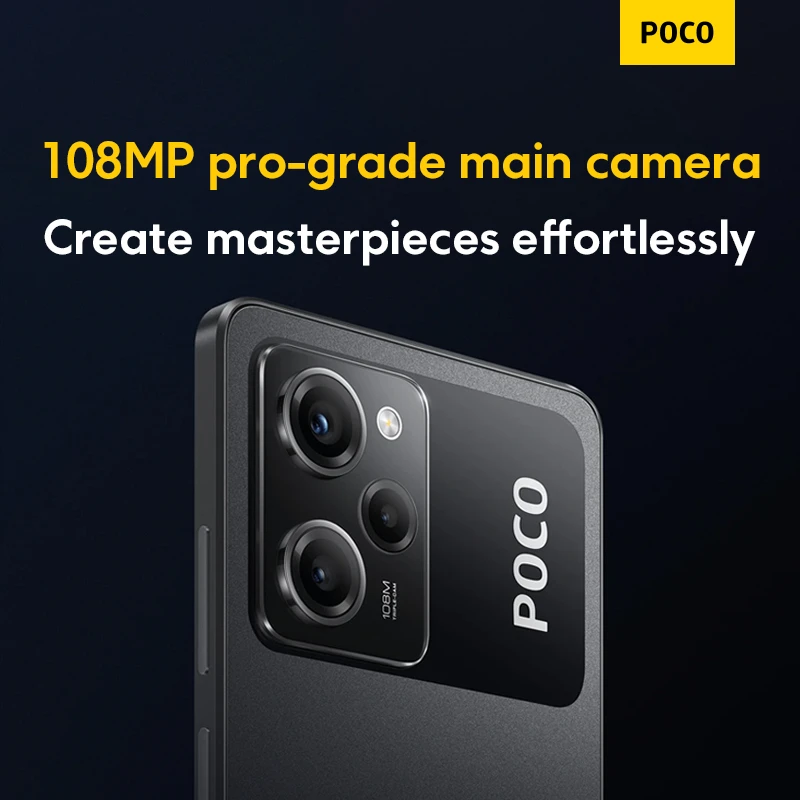 POCO
108MP pro-grade main camera
Create masterpieces effortlessly
POCO
108M
TRIPLE-CAM